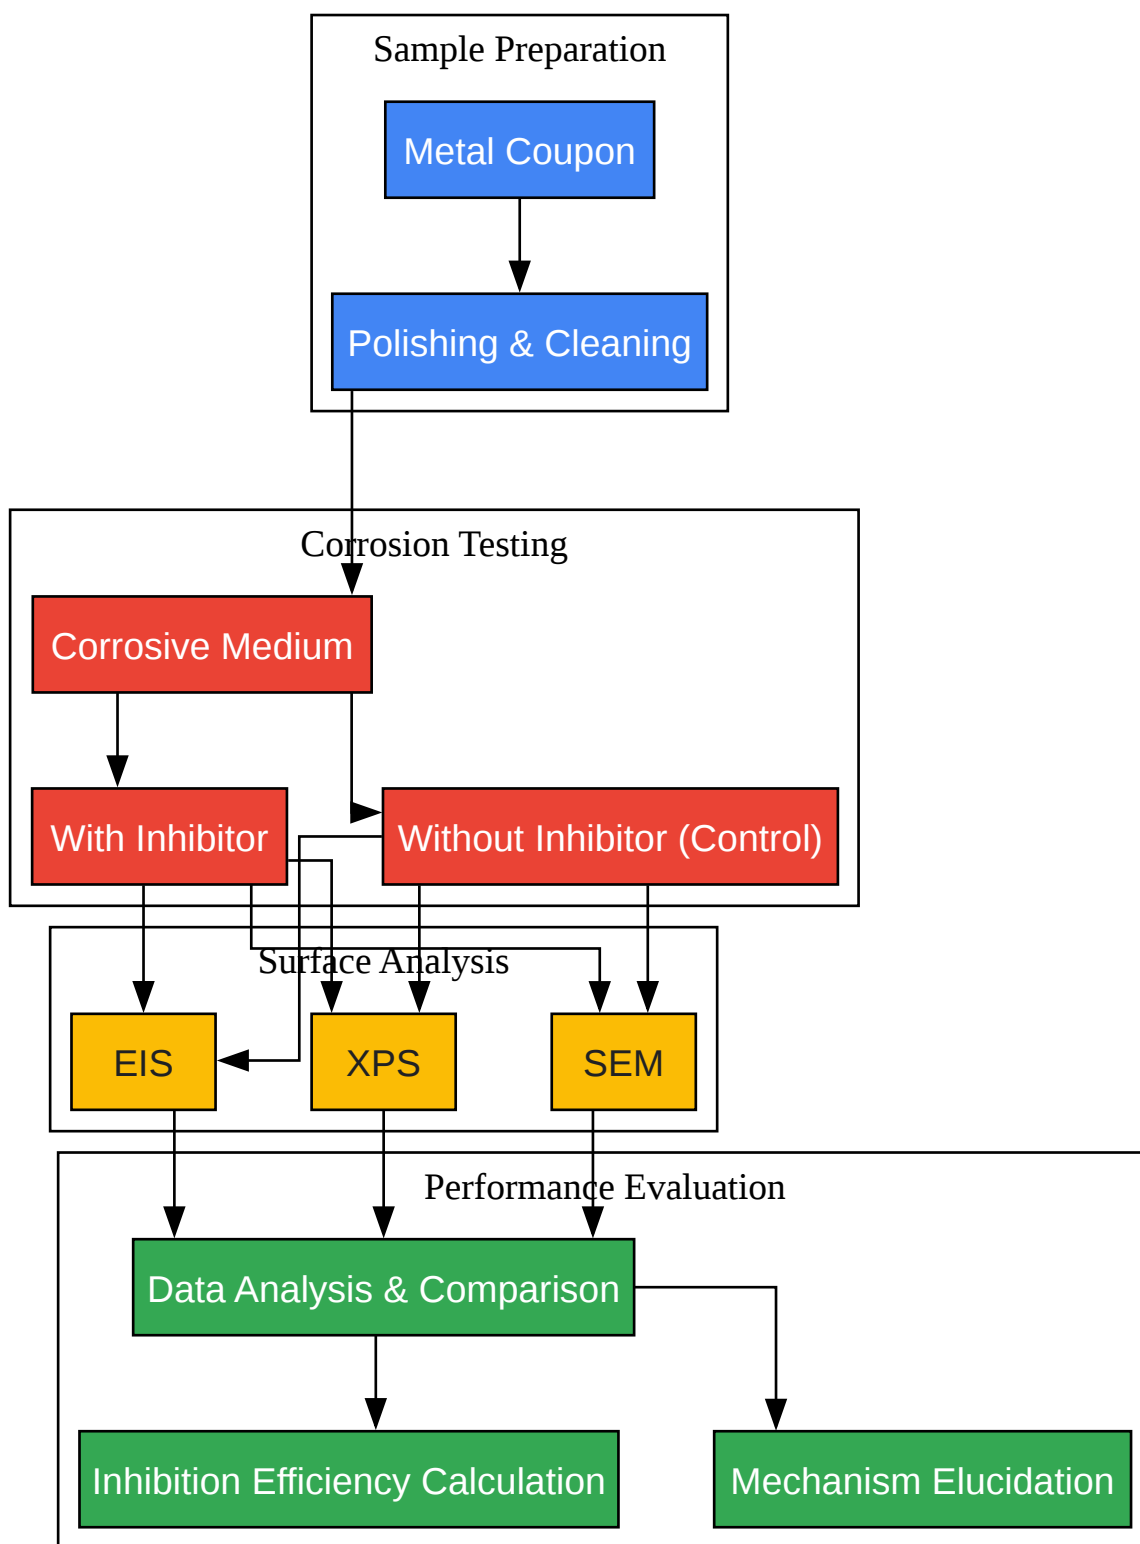 Sample Preparation
Metal Coupon
Polishing & Cleaning
Corrosion Testing
Corrosive Medium
With Inhibitor
Without Inhibitor (Control)
Surface Analysis
EIS
XPS
SEM
Performance Evaluation
Data Analysis & Comparison
Inhibition Efficiency Calculation
Mechanism Elucidation